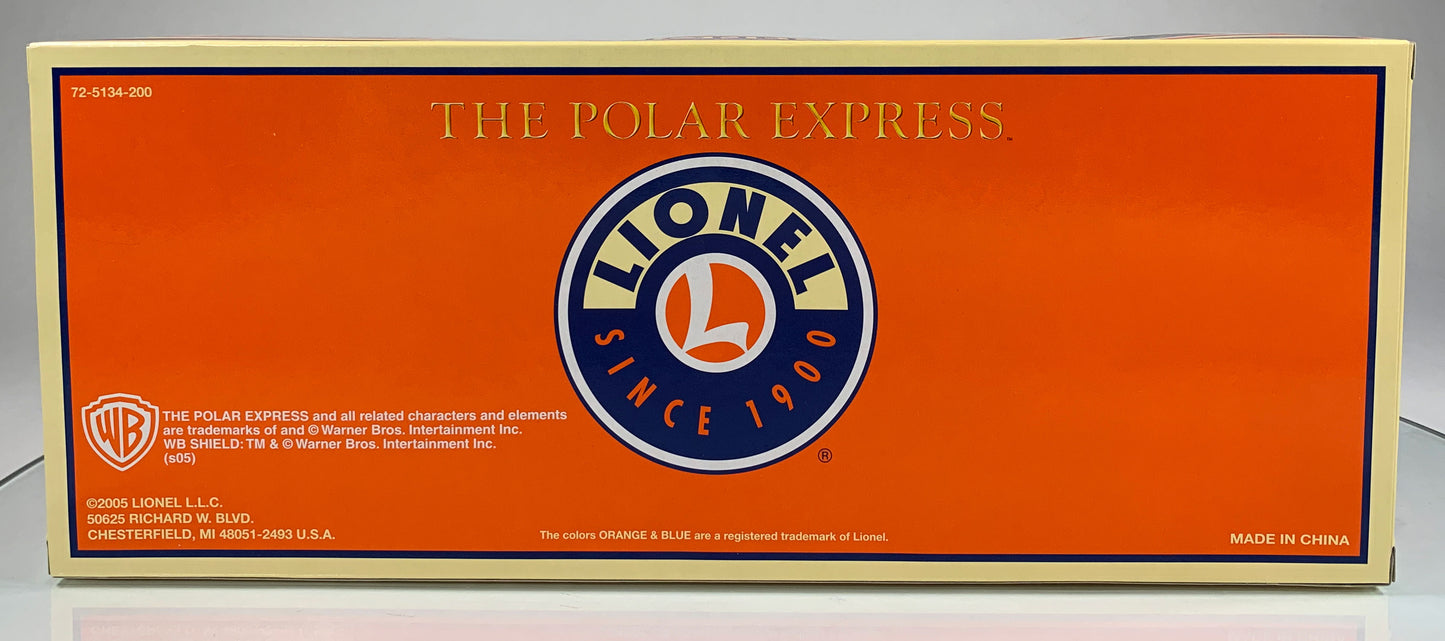 72-5134-200
THE POLAR EXPRESS™
LIONEL
L
SINCE 1900
®
WB
THE POLAR EXPRESS and all related characters and elements
are trademarks of and © Warner Bros. Intertainment Inc.
WB SHIELD: TM & © Warner Bros. Intertainment Inc.
(s05)
©2005 LIONEL L.L.C.
50625 RICHARD W. BLVD.
CHESTERFIELD, MI 48051-2493 U.S.A.
The colors ORANGE & BLUE are a registered trademark of Lionel.
MADE IN CHINA